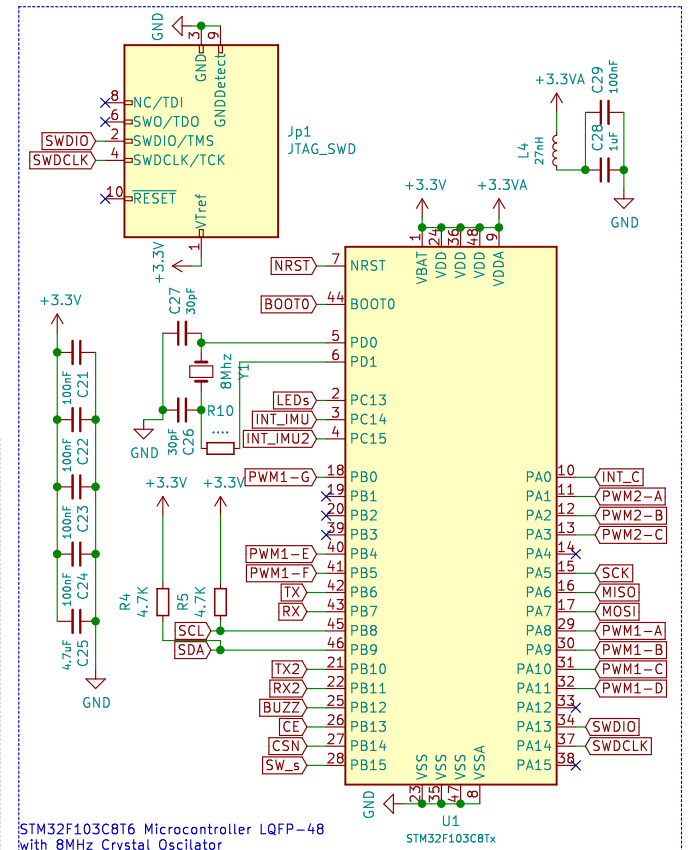 GND
3
9
GND
GNDDetect
8 NC/TDI
6 SWO/TDO
SWDIO 2 SWDIO/TMS
SWDCLK 4 SWDCLK/TCK
10 RESET
VTref
1
+3.3V
Jp1
JTAG_SWD
+3.3VA
C29
100nF
C28
1uF
L4
27nH
GND
+3.3V
+3.3VA
1 24 36 48 9
VBAT VDD VDD VDD VDDA
NRST 7 NRST
BOOT0 44 BOOT0
5 PD0
6 PD1
LEDs 2 PC13
INT_IMU 3 PC14
INT_IMU2 4 PC15
PWM1-G 18 PB0
19 PB1
20 PB2
39 PB3
PWM1-E 40 PB4
PWM1-F 41 PB5
TX 42 PB6
RX 43 PB7
SCL 45 PB8
SDA 46 PB9
TX2 21 PB10
RX2 22 PB11
BUZZ 25 PB12
CE 26 PB13
CSN 27 PB14
SW_s 28 PB15
PA0 10 INT_C
PA1 11 PWM2-A
PA2 12 PWM2-B
PA3 13 PWM2-C
PA4 14
PA5 15 SCK
PA6 16 MISO
PA7 17 MOSI
PA8 29 PWM1-A
PA9 30 PWM1-B
PA10 31 PWM1-C
PA11 32 PWM1-D
PA12 33
PA13 34 SWDIO
PA14 37 SWDCLK
PA15 38
VSS VSS VSS VSSA
23 35 47 8
GND
U1
STM32F103C8Tx
C27
30pF
8Mhz
Y1
R10
....
30pF
C26
GND
+3.3V
100nF
C21
100nF
C22
100nF
C23
100nF
C24
4.7uF
C25
GND
+3.3V
+3.3V
R4
4.7K
R5
4.7K
STM32F103C8T6 Microcontroller LQFP-48
with 8MHz Crystal Oscilator